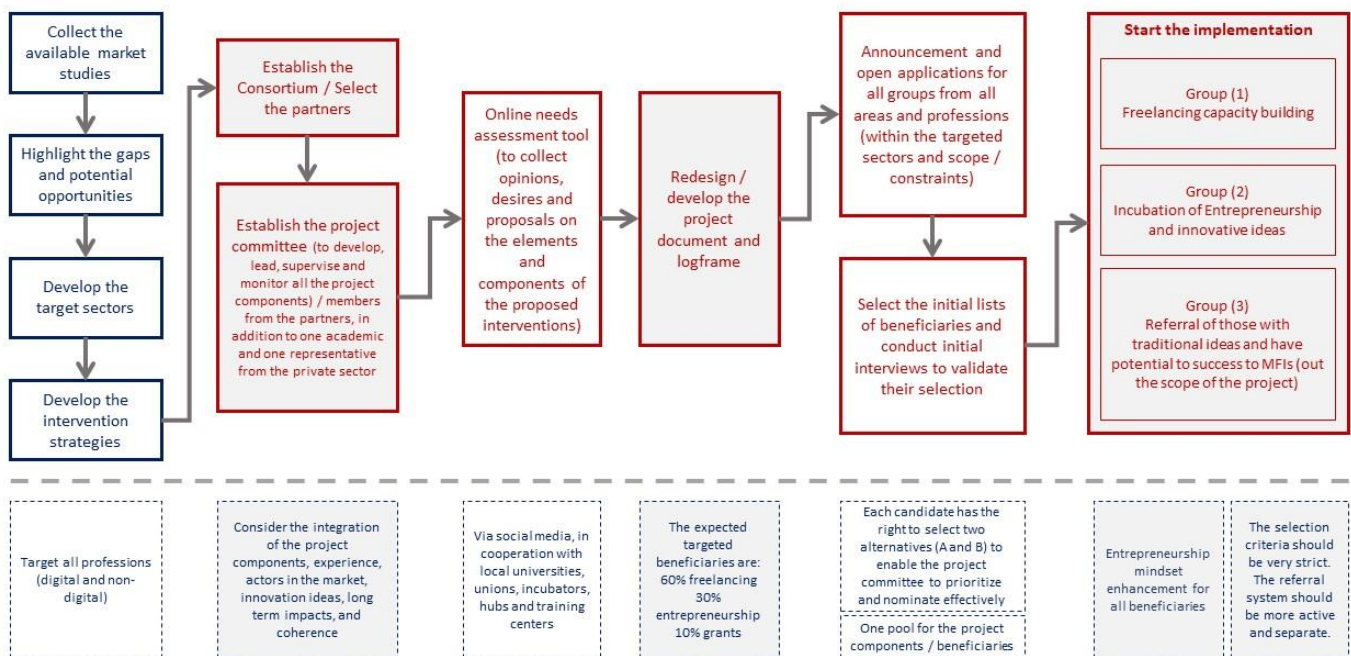 Collect the
available market
studies
Highlight the gaps
and potential
opportunities
Develop the
target sectors
Develop the
intervention
strategies
Establish the
Consortium / Select
the partners
Establish the project
committee (to develop,
lead, supervise and
monitor all the project
components) / members
from the partners, in
addition to one academic
and one representative
from the private sector
Online needs
assessment tool
(to collect
opinions,
desires and
proposals on
the elements
and
components of
the proposed
interventions)
Redesign /
develop the
project
document and
logframe
Announcement and
open applications for
all groups from all
areas and professions
(within the targeted
sectors and scope /
constraints)
Select the initial lists
of beneficiaries and
conduct initial
interviews to validate
their selection
Start the implementation
Group (1)
Freelancing capacity building
Group (2)
Incubation of Entrepreneurship
and innovative ideas
Group (3)
Referral of those with
traditional ideas and have
potential to success to MFIs (out
the scope of the project)
Target all professions
(digital and non-
digital)
Consider the integration
of the project
components, experience,
actors in the market,
innovation ideas, long
term impacts, and
coherence
Via social media, in
cooperation with
local universities,
unions, incubators,
hubs and training
centers
The expected
targeted
beneficiaries are:
60% freelancing
30%
entrepreneurship
10% grants
Each candidate has the
right to select two
alternatives (A and B) to
enable the project
committee to prioritize
and nominate effectively
One pool for the project
components / beneficiaries
Entrepreneurship
mindset
enhancement for
all beneficiaries
The selection
criteria should
be very strict.
The referral
system should
be more active
and separate.